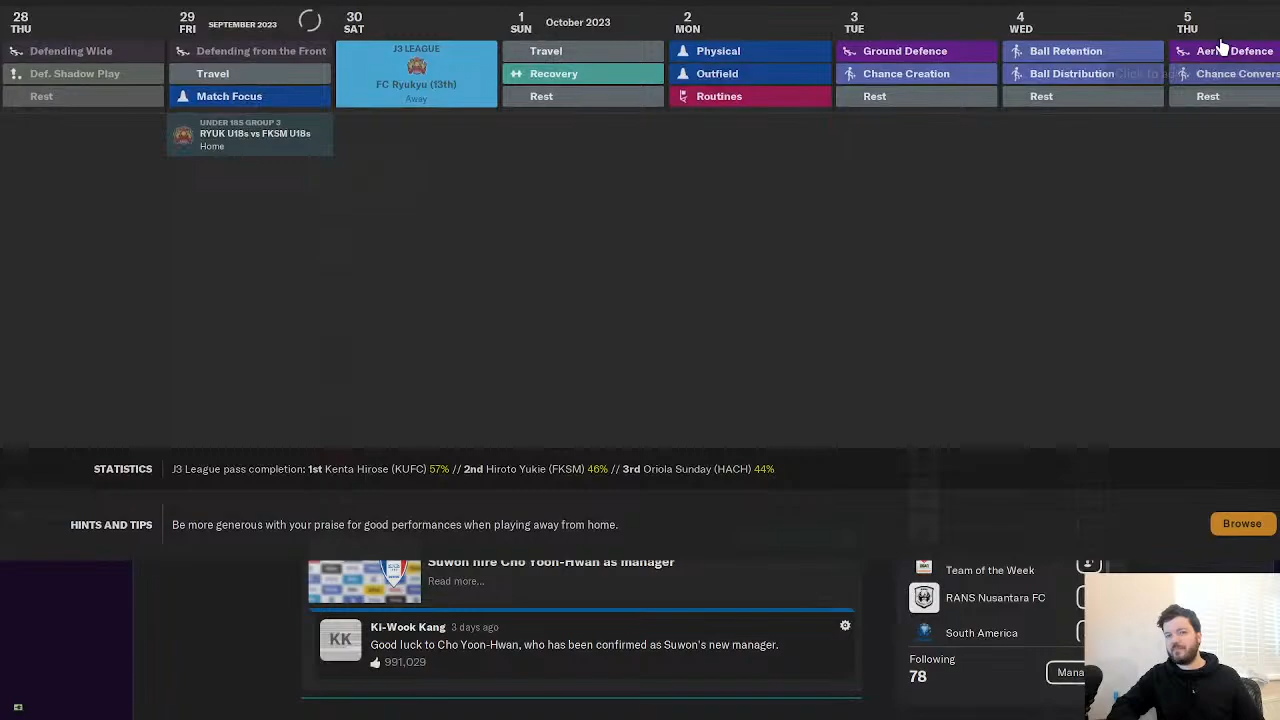 28
THU
29
FRI
SEPTEMBER 2023
30
SAT
1
SUN
October 2023
2
MON
3
TUE
4
WED
5
THU
Defending Wide
Defending from the Front
J3 LEAGUE
Travel
Physical
Ground Defence
Ball Retention
Defence
Def. Shadow Play
Travel
FC Ryukyu (13th)
Recovery
Outfield
Chance Creation
Ball Distribution
Click to
Chance Convers
Rest
Match Focus
Away
Rest
Routines
Rest
Rest
Rest
UNDER 18S GROUP 3
RYUK U18s vs FKSM U18s
Home
STATISTICS
J3 League pass completion: 1st Kenta Hirose (KUFC) 57% // 2nd Hiroto Yukie (FKSM) 46% // 3rd Oriola Sunday (HACH) 44%
HINTS AND TIPS
Be more generous with your praise for good performances when playing away from home.
Browse
Suwon hire Cho Yoon-Hwan as manager
Read more...
KK
Ki-Wook Kang 3 days ago
Good luck to Cho Yoon-Hwan, who has been confirmed as Suwon's new manager.
991,029
Team of the Week
RANS Nusantara FC
South America
Following
78
Mana